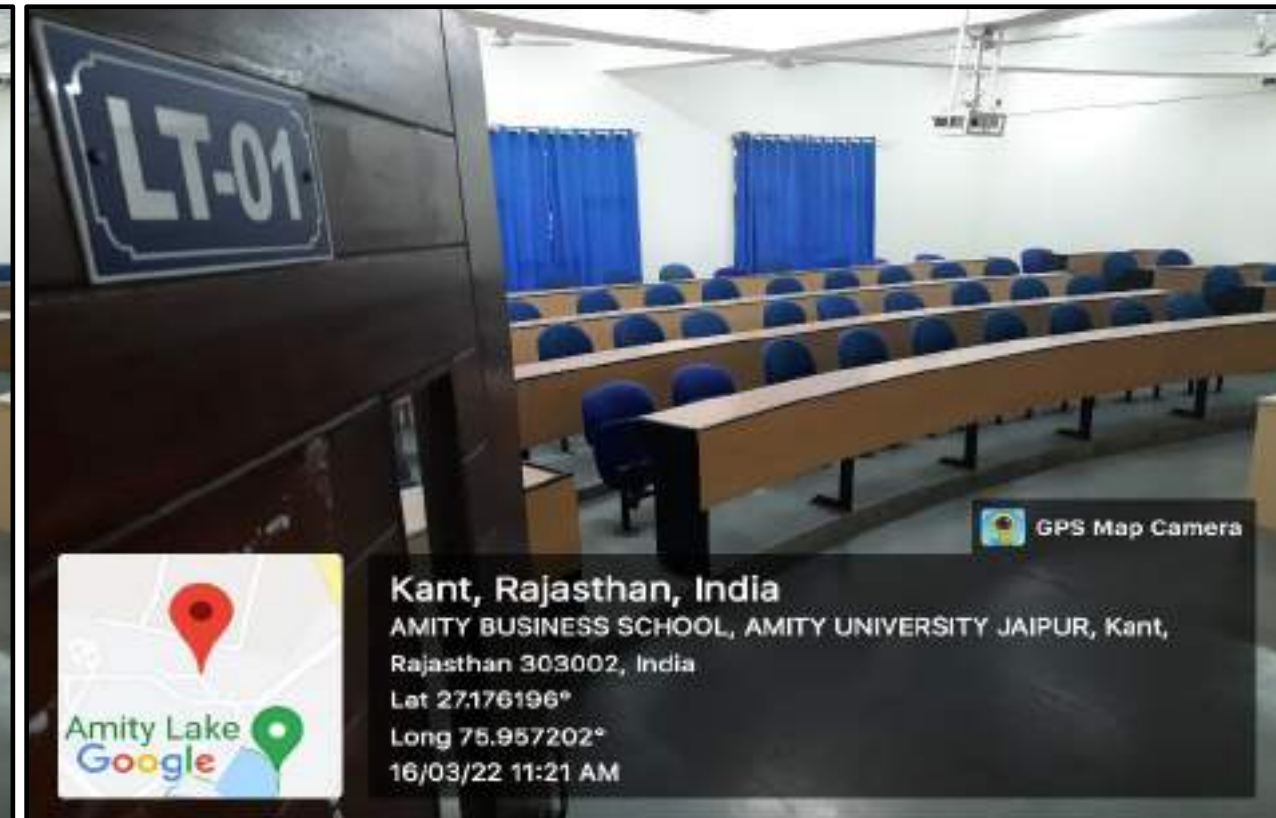 LT-01
GPS Map Camera
Kant, Rajasthan, India
AMITY BUSINESS SCHOOL, AMITY UNIVERSITY JAIPUR, Kant,
Rajasthan 303002, India
Lat 27.176196°
Long 75.957202°
16/03/22 11:21 AM
Amity Lake
Google